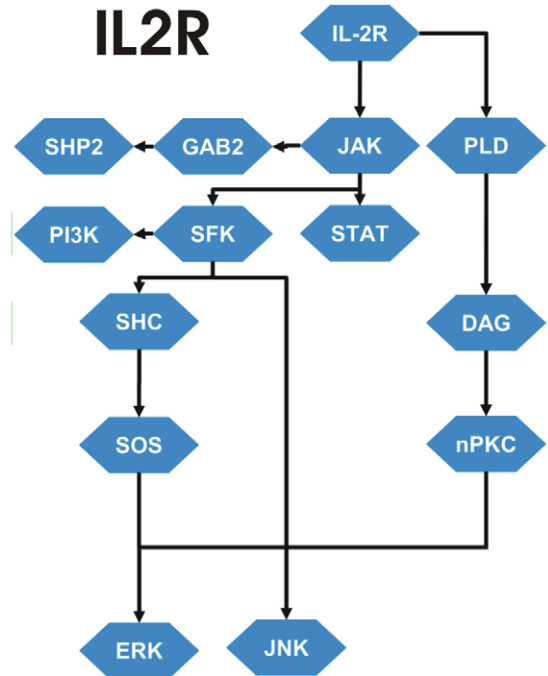 IL2R
IL-2R
SHP2
GAB2
JAK
PLD
PI3K
SFK
STAT
SHC
DAG
SOS
nPKC
ERK
JNK